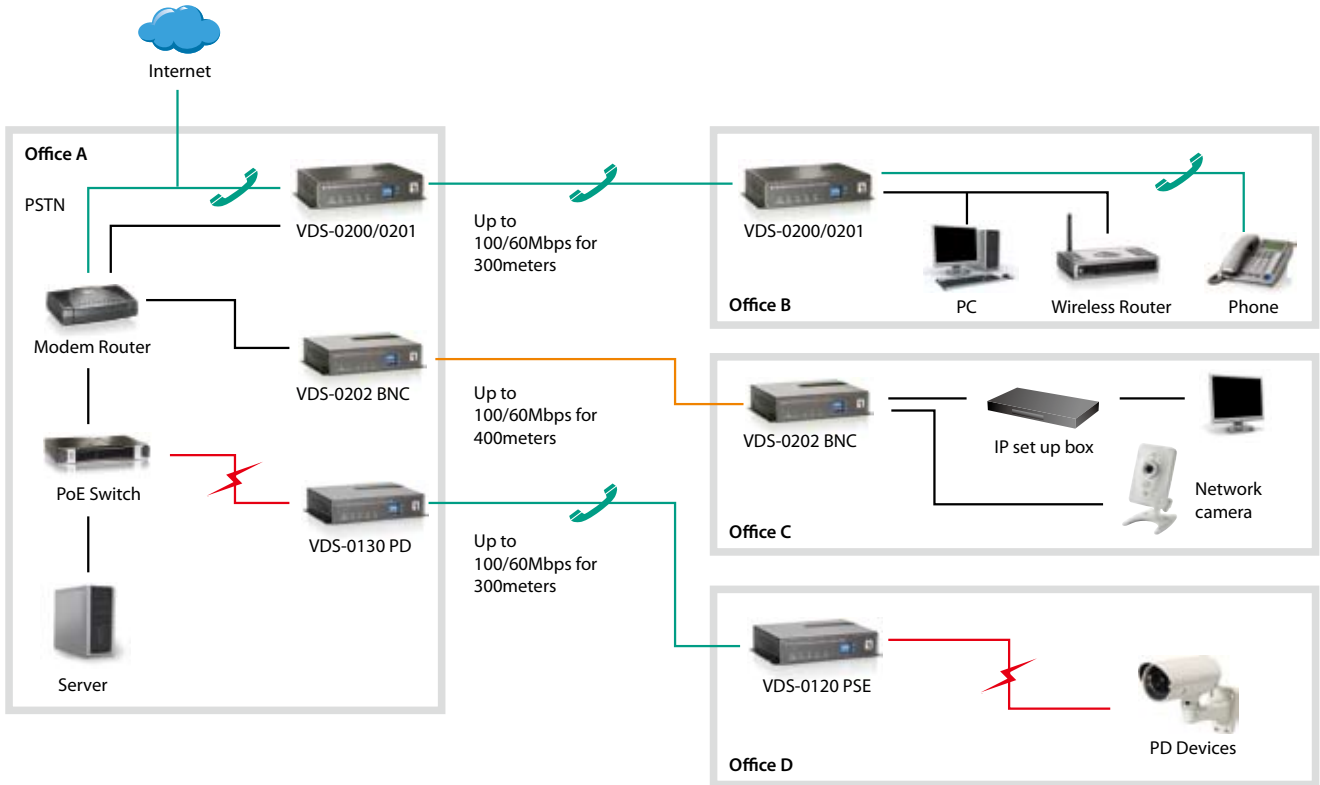 Internet
Office A
PSTN
VDS-0200/0201
Modem Router
VDS-0202 BNC
PoE Switch
VDS-0130 PD
Server
Up to
100/60Mbps for
300meters
Up to
100/60Mbps for
400meters
Up to
100/60Mbps for
300meters
VDS-0200/0201
PC
Wireless Router
Phone
Office B
VDS-0202 BNC
IP set up box
Network
camera
Office C
VDS-0120 PSE
PD Devices
Office D